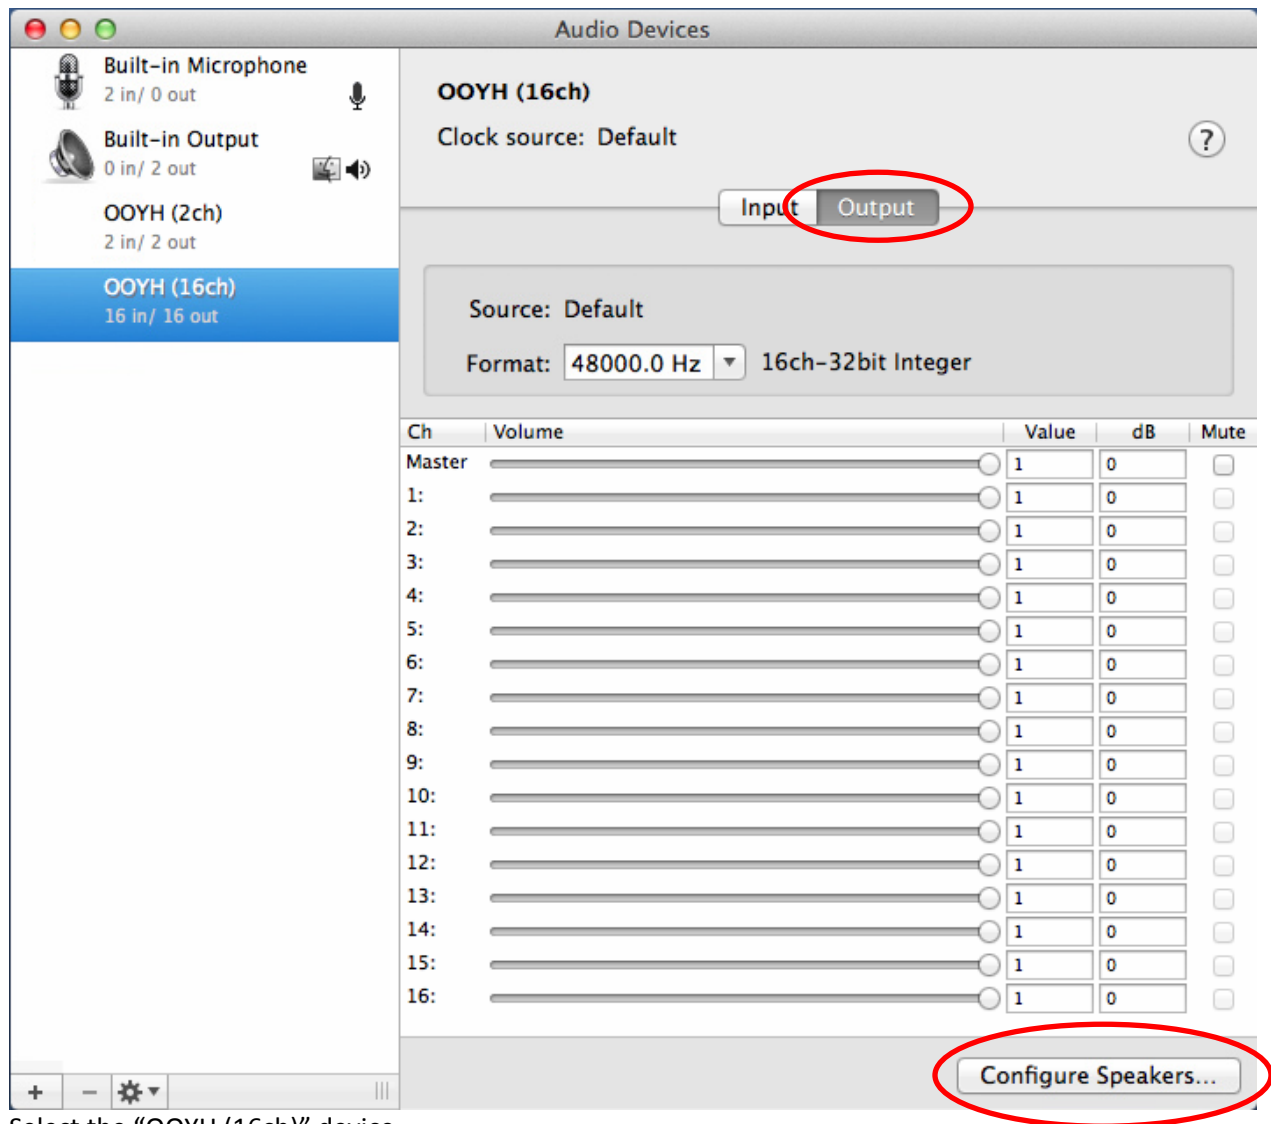 Audio Devices
Built-in Microphone
2 in/ 0 out
Built-in Output
0 in/ 2 out
OOYH (2ch)
2 in/ 2 out
OOYH (16ch)
16 in/ 16 out
OOYH (16ch)
Clock source: Default
?
Input Output
Source: Default
Format: 48000.0 Hz 16ch-32bit Integer
Ch Volume Value dB Mute
Master 1 0
1: 1 0
2: 1 0
3: 1 0
4: 1 0
5: 1 0
6: 1 0
7: 1 0
8: 1 0
9: 1 0
10: 1 0
11: 1 0
12: 1 0
13: 1 0
14: 1 0
15: 1 0
16: 1 0
Configure Speakers...
+ −
Select the “OOYH (16ch)” device